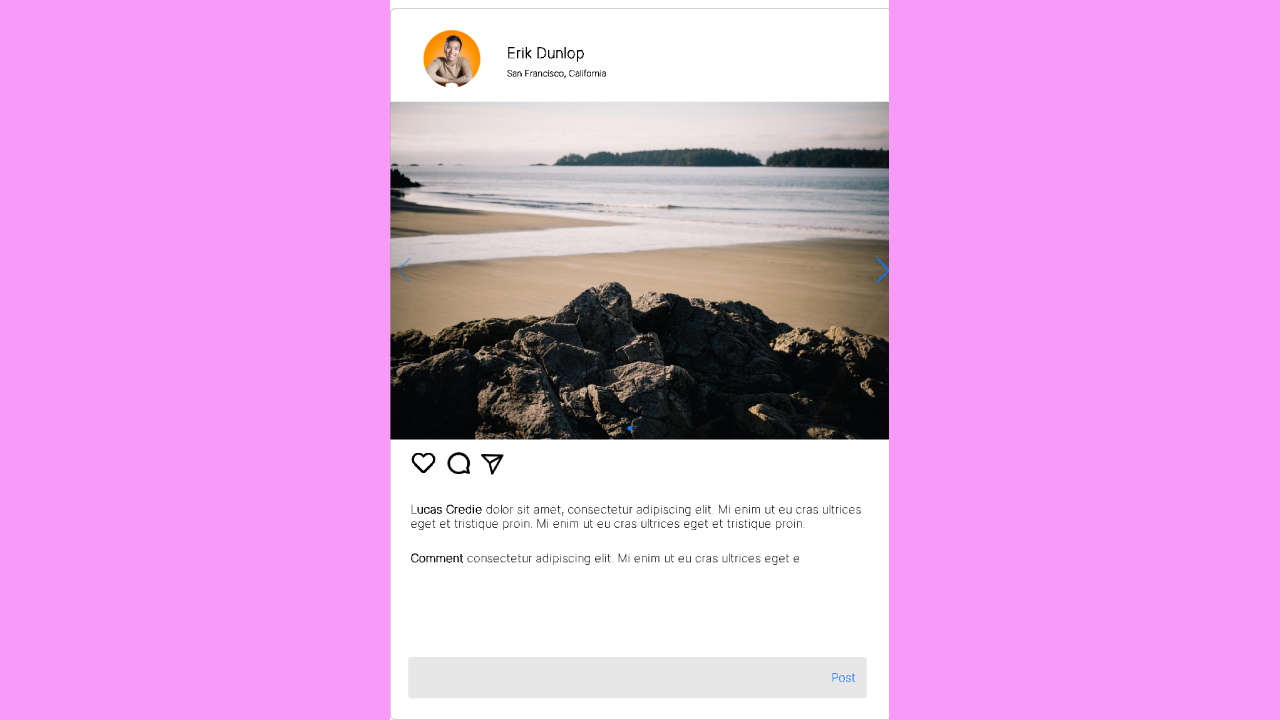 Erik Dunlop
San Francisco, California
Lucas Credie dolor sit amet, consectetur adipiscing elit. Mi enim ut eu cras ultrices
eget et tristique proin. Mi enim ut eu cras ultrices eget et tristique proin.
Comment consectetur adipiscing elit. Mi enim ut eu cras ultrices eget e
Post